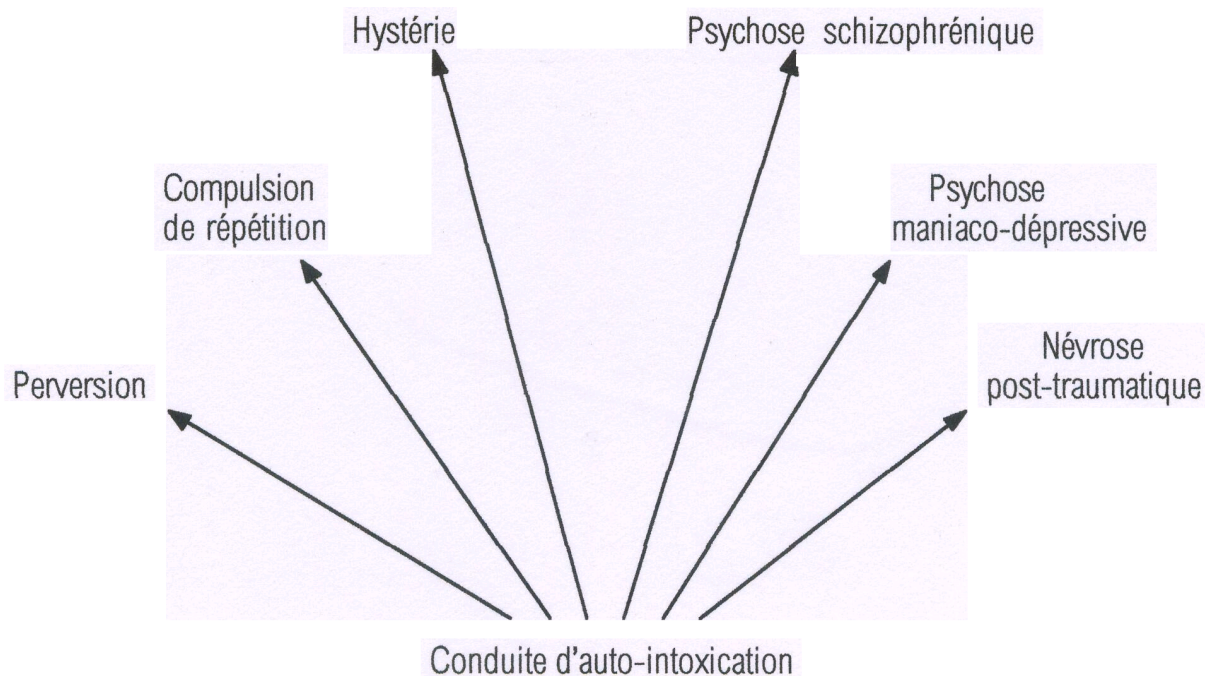 Hystérie
Psychose schizophrénique
Compulsion
de répétition
Psychose
maniaco-dépressive
Perversion
Névrose
post-traumatique
Conduite d'auto-intoxication